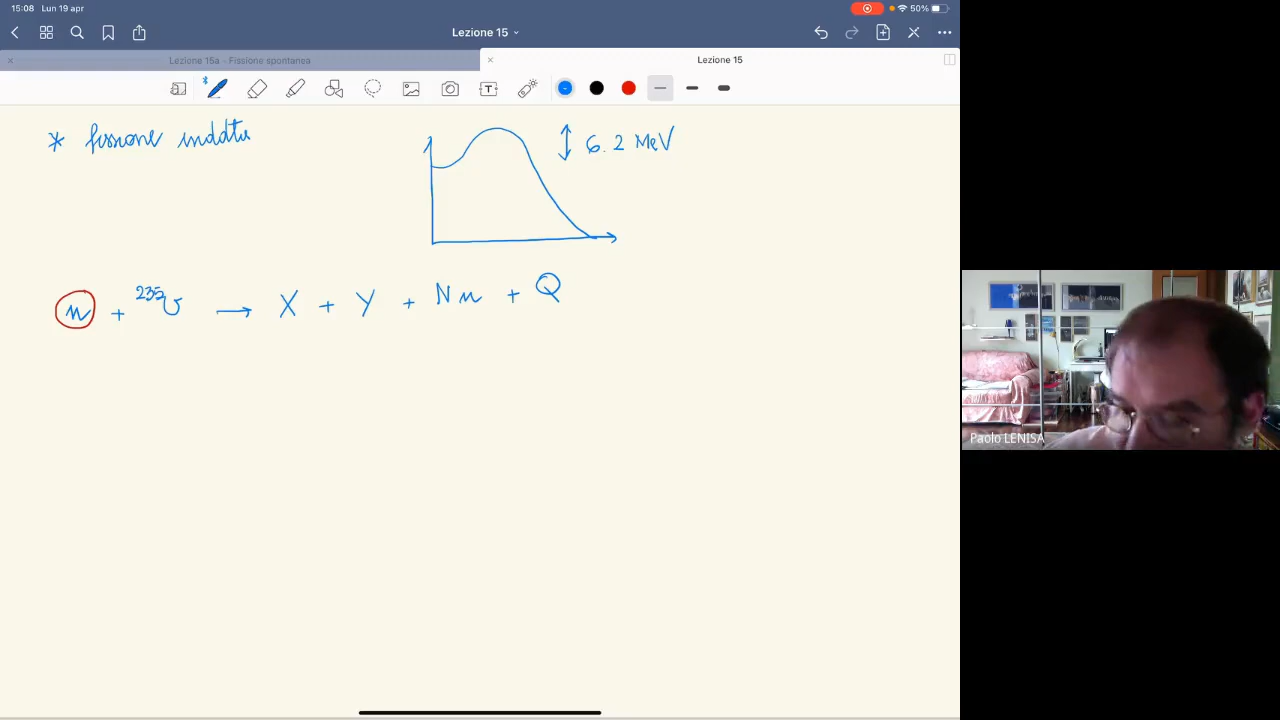 15:08 Lun 19 apr
50%
Lezione 15
Lezione 15a - Fissione spontanea
Lezione 15
T
* fissione indotta
6.2 MeV
n + ²³⁵U → X + Y + Nn + Q
Paolo LENISA